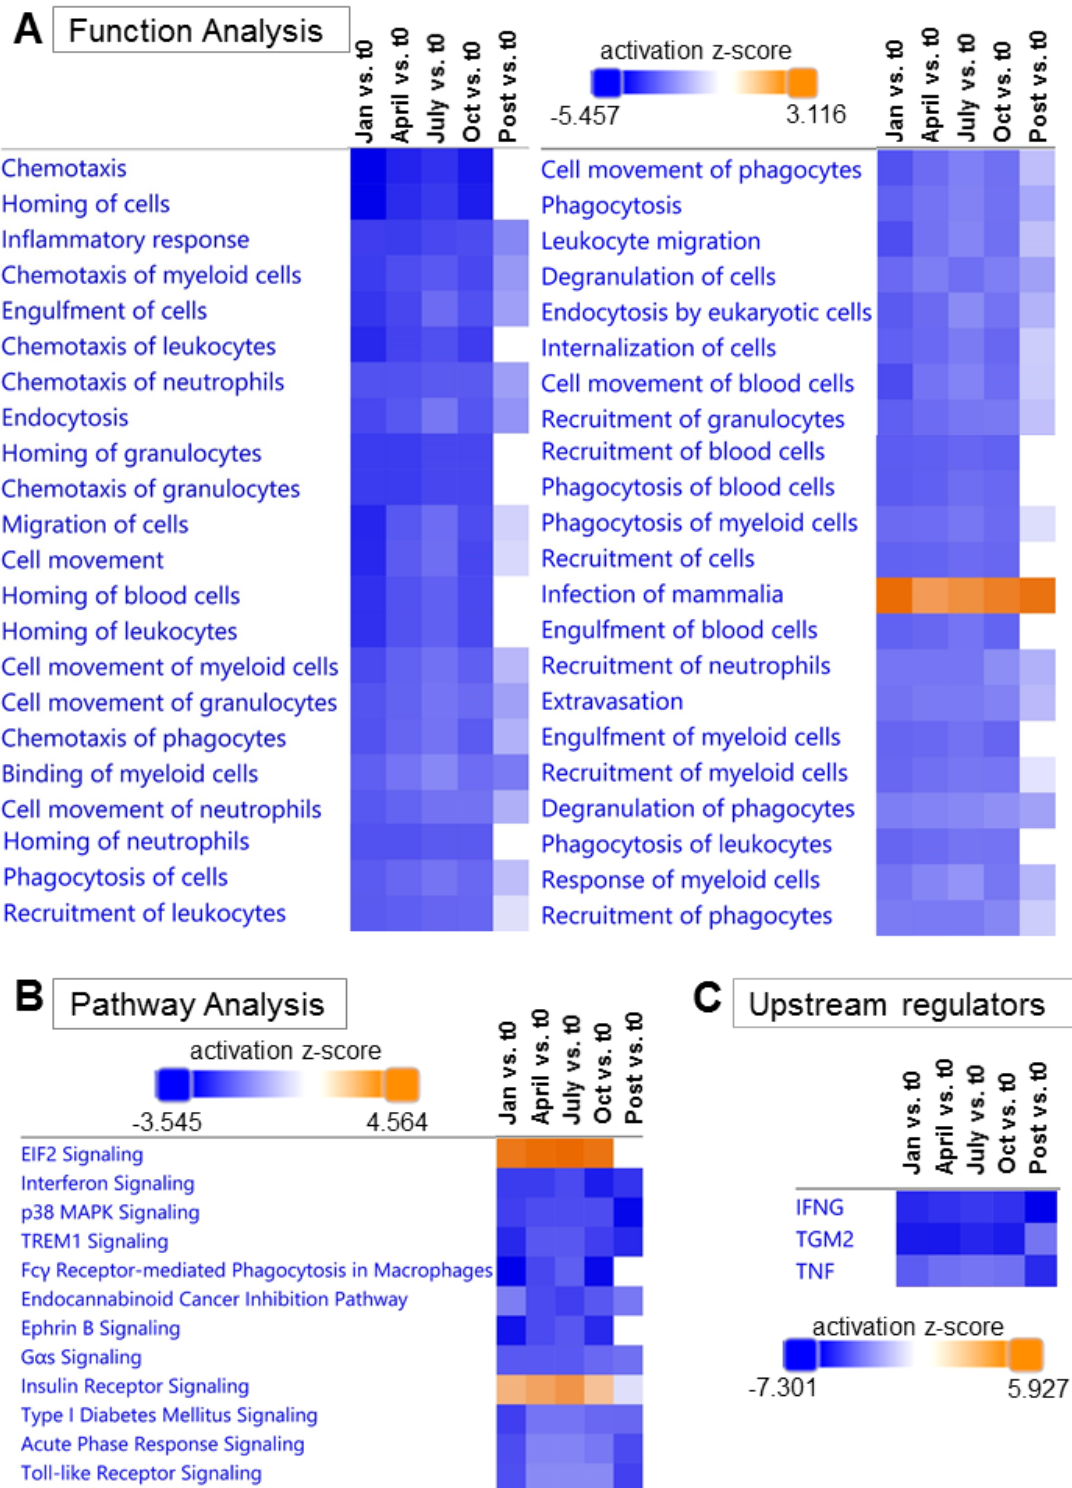 A Function Analysis
Jan vs. t0
April vs. t0
July vs. t0
Oct vs. t0
Post vs. t0
activation z-score
-5.457 3.116
Jan vs. t0
April vs. t0
July vs. t0
Oct vs. t0
Post vs. t0
Chemotaxis
Homing of cells
Inflammatory response
Chemotaxis of myeloid cells
Engulfment of cells
Chemotaxis of leukocytes
Chemotaxis of neutrophils
Endocytosis
Homing of granulocytes
Chemotaxis of granulocytes
Migration of cells
Cell movement
Homing of blood cells
Homing of leukocytes
Cell movement of myeloid cells
Cell movement of granulocytes
Chemotaxis of phagocytes
Binding of myeloid cells
Cell movement of neutrophils
Homing of neutrophils
Phagocytosis of cells
Recruitment of leukocytes
Cell movement of phagocytes
Phagocytosis
Leukocyte migration
Degranulation of cells
Endocytosis by eukaryotic cells
Internalization of cells
Cell movement of blood cells
Recruitment of granulocytes
Recruitment of blood cells
Phagocytosis of blood cells
Phagocytosis of myeloid cells
Recruitment of cells
Infection of mammalia
Engulfment of blood cells
Recruitment of neutrophils
Extravasation
Engulfment of myeloid cells
Recruitment of myeloid cells
Degranulation of phagocytes
Phagocytosis of leukocytes
Response of myeloid cells
Recruitment of phagocytes
B Pathway Analysis
activation z-score
-3.545 4.564
Jan vs. t0
April vs. t0
July vs. t0
Oct vs. t0
Post vs. t0
EIF2 Signaling
Interferon Signaling
p38 MAPK Signaling
TREM1 Signaling
Fcγ Receptor-mediated Phagocytosis in Macrophages
Endocannabinoid Cancer Inhibition Pathway
Ephrin B Signaling
Gαs Signaling
Insulin Receptor Signaling
Type I Diabetes Mellitus Signaling
Acute Phase Response Signaling
Toll-like Receptor Signaling
C Upstream regulators
Jan vs. t0
April vs. t0
July vs. t0
Oct vs. t0
Post vs. t0
IFNG
TGM2
TNF
activation z-score
-7.301 5.927